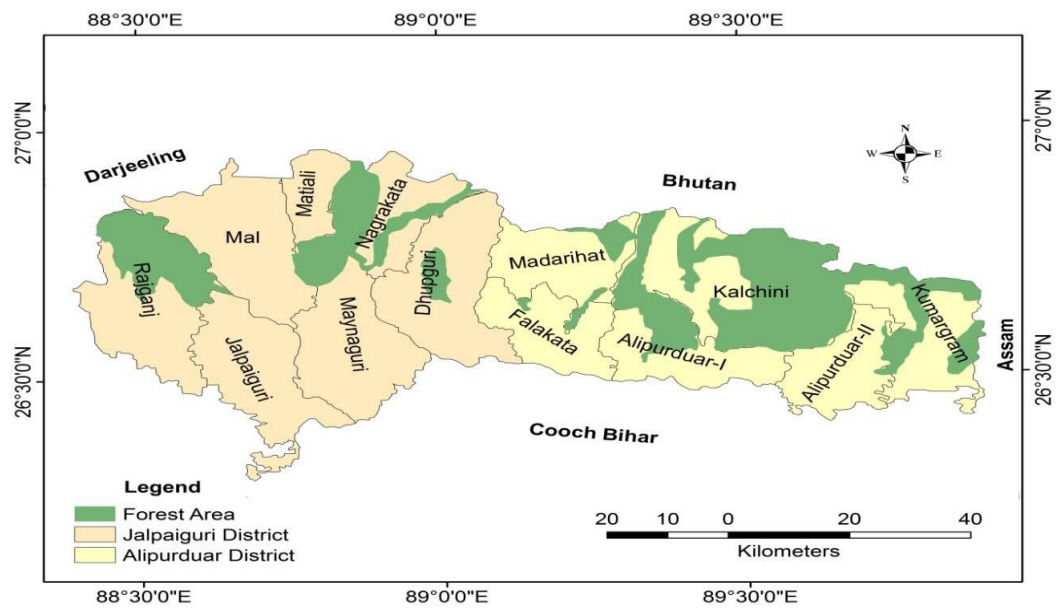 88°30'0"E
89°0'0"E
89°30'0"E
27°0'0"N
27°0'0"N
Darjeeling
N
W
E
S
Bhutan
Matiali
Nagrakata
Mal
Madarihat
Rajganj
Dhupguri
Kalchini
Kumargram
Maynaguri
Falakata
Jalpaiguri
Alipurduar-I
Alipurduar-II
Assam
26°30'0"N
26°30'0"N
Cooch Bihar
Legend
Forest Area
Jalpaiguri District
Alipurduar District
20 10 0 20 40
Kilometers
88°30'0"E
89°0'0"E
89°30'0"E